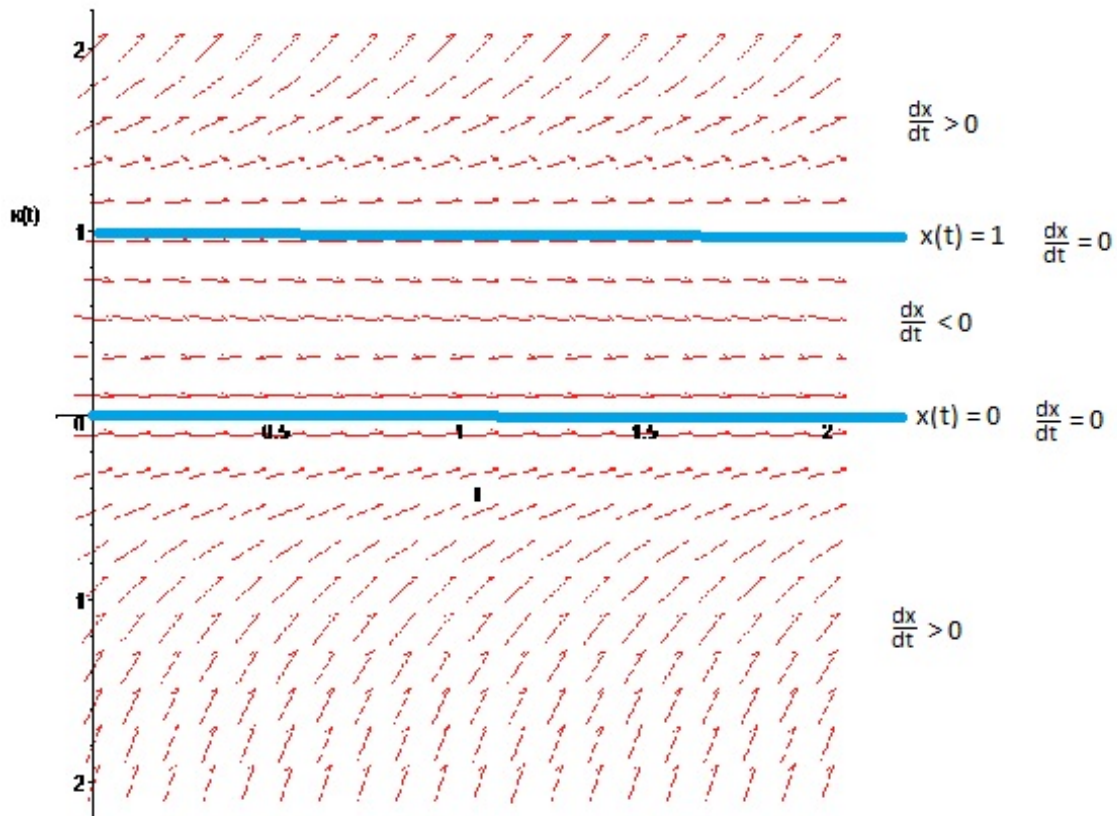 2
dx/dt > 0
x(t)
1
x(t) = 1 dx/dt = 0
dx/dt < 0
0
x(t) = 0 dx/dt = 0
0.5 1 1.5 2
t
1
dx/dt > 0
2